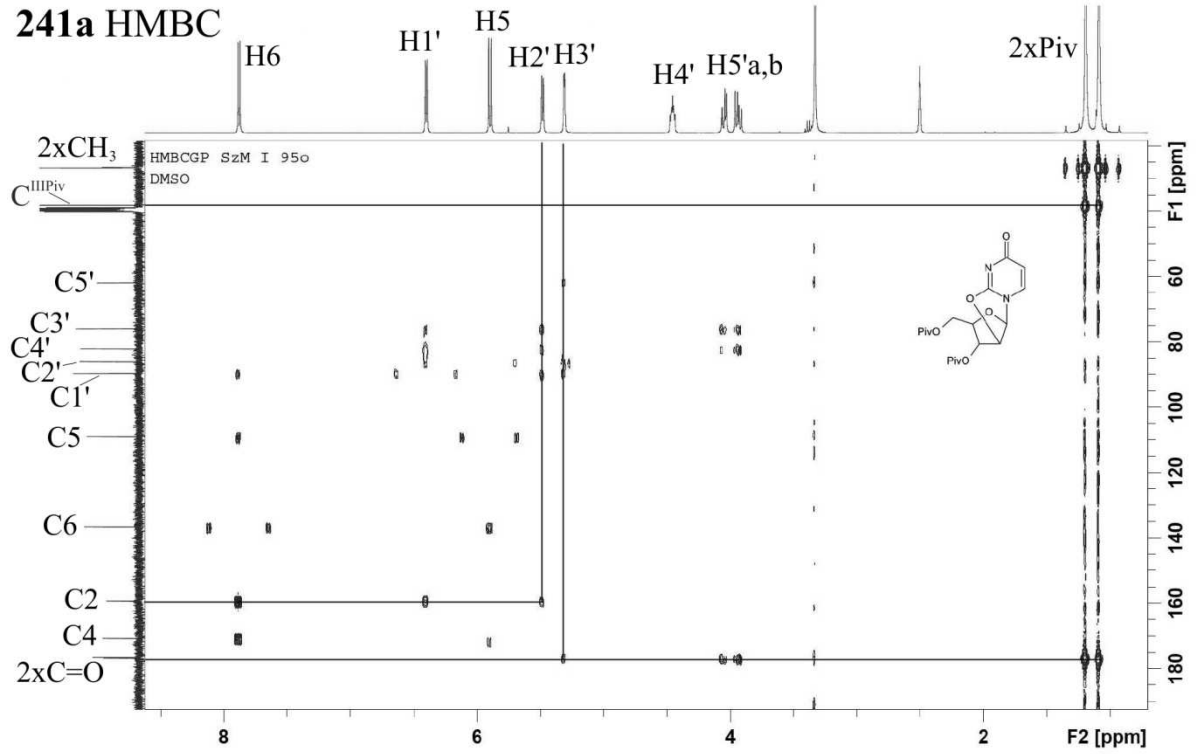 241a HMBC
H6
H1'
H5
H2'
H3'
H4'
H5'a,b
2xPiv
2xCH₃
HMBCGP SzM I 95o
DMSO
C^IIIPiv
C5'
C3'
C4'
C2'
C1'
C5
C6
C2
C4
2xC=O
O
N
N
O
O
PivO
PivO
F1 [ppm]
60
80
100
120
140
160
180
8
6
4
2
F2 [ppm]